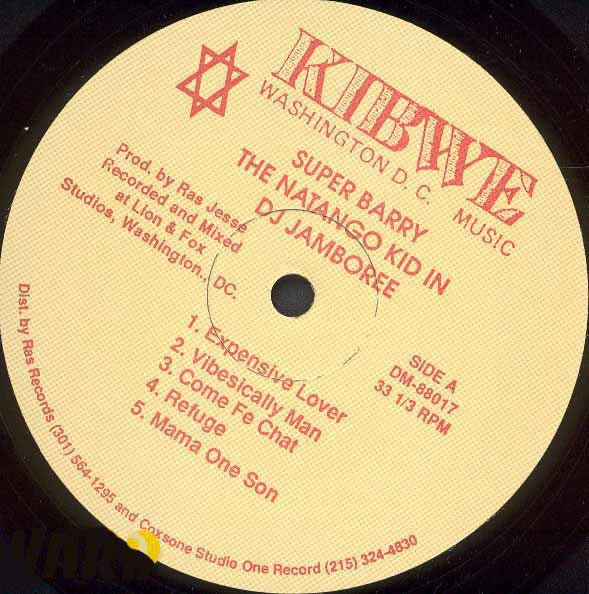 KIBWE
WASHINGTON D. C. MUSIC
SUPER BARRY
THE NATANGO KID IN
DJ JAMBOREE
Prod. by Ras Jesse
Recorded and Mixed
at Lion & Fox
Studios, Washington., DC.
SIDE A
DM-88017
33 1/3 RPM
1. Expensive Lover
2. Vibesically Man
3. Come Fe Chat
4. Refuge
5. Mama One Son
Dist. by Ras Records (301) 564-1295 and Coxsone Studio One Record (215) 324-4830